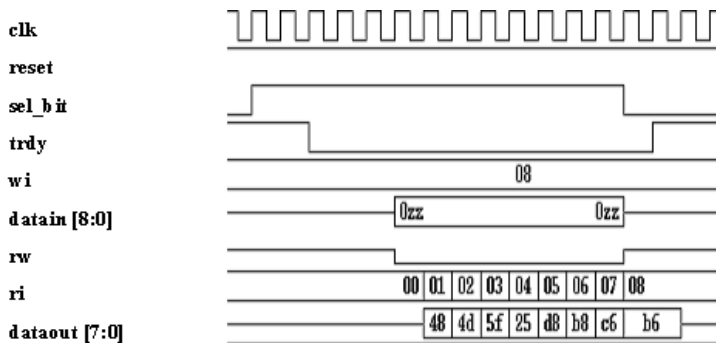 clk
reset
sel_bit
trdy
wi 08
datain [8:0] 0zz 0zz
rw
ri 00 01 02 03 04 05 06 07 08
dataout [7:0] 48 4d 5f 25 d8 b8 c6 b6